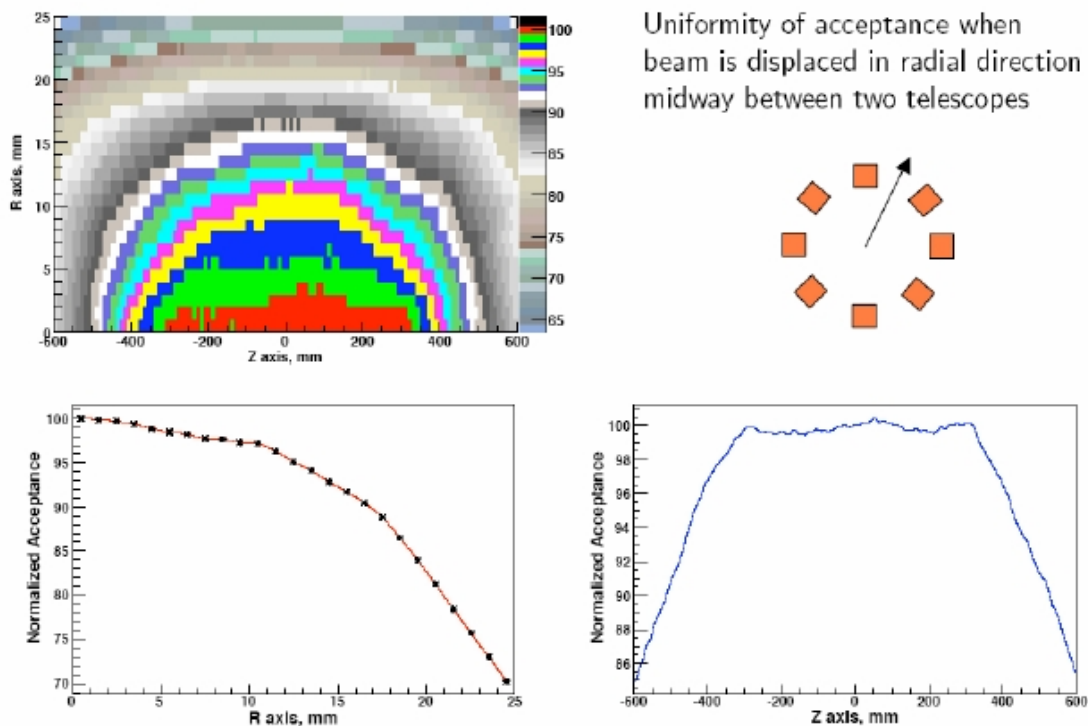 Uniformity of acceptance when
beam is displaced in radial direction
midway between two telescopes
R axis, mm
25
20
15
10
5
0
-600 -400 -200 0 200 400 600
Z axis, mm
100
95
90
85
80
75
70
65
Normalized Acceptance
100
95
90
85
80
75
70
0 5 10 15 20 25
R axis, mm
Normalized Acceptance
100
98
96
94
92
90
88
86
-600 -400 -200 0 200 400 600
Z axis, mm